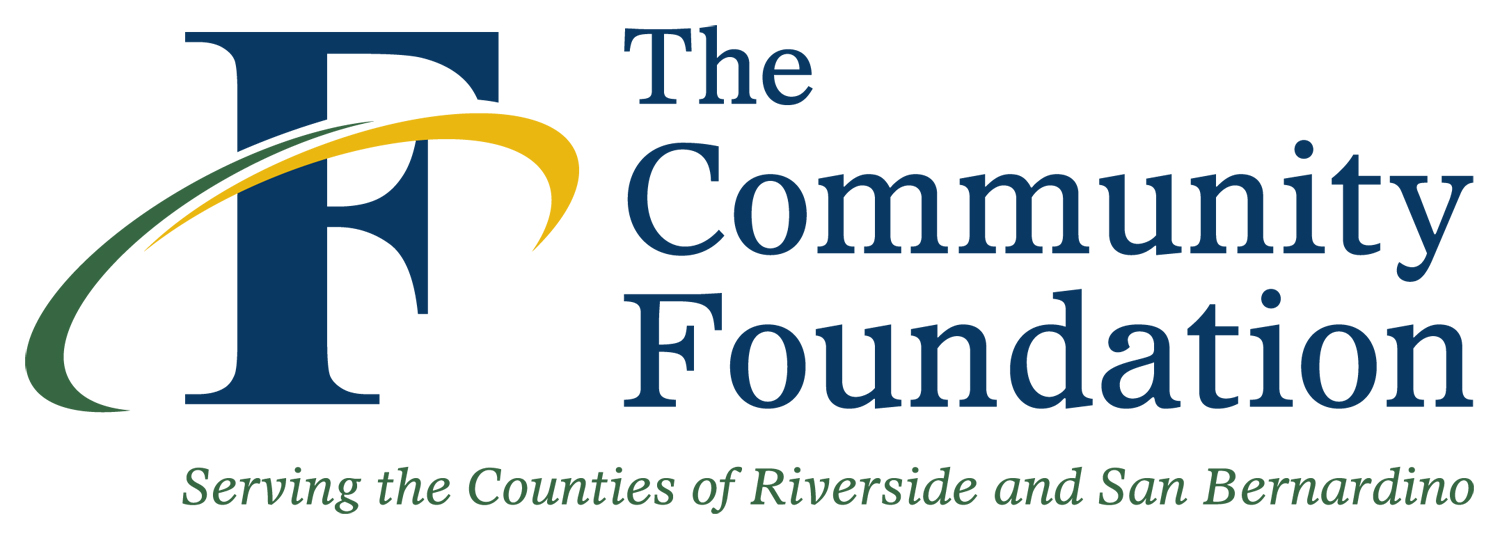 F
The
Community
Foundation
Serving the Counties of Riverside and San Bernardino